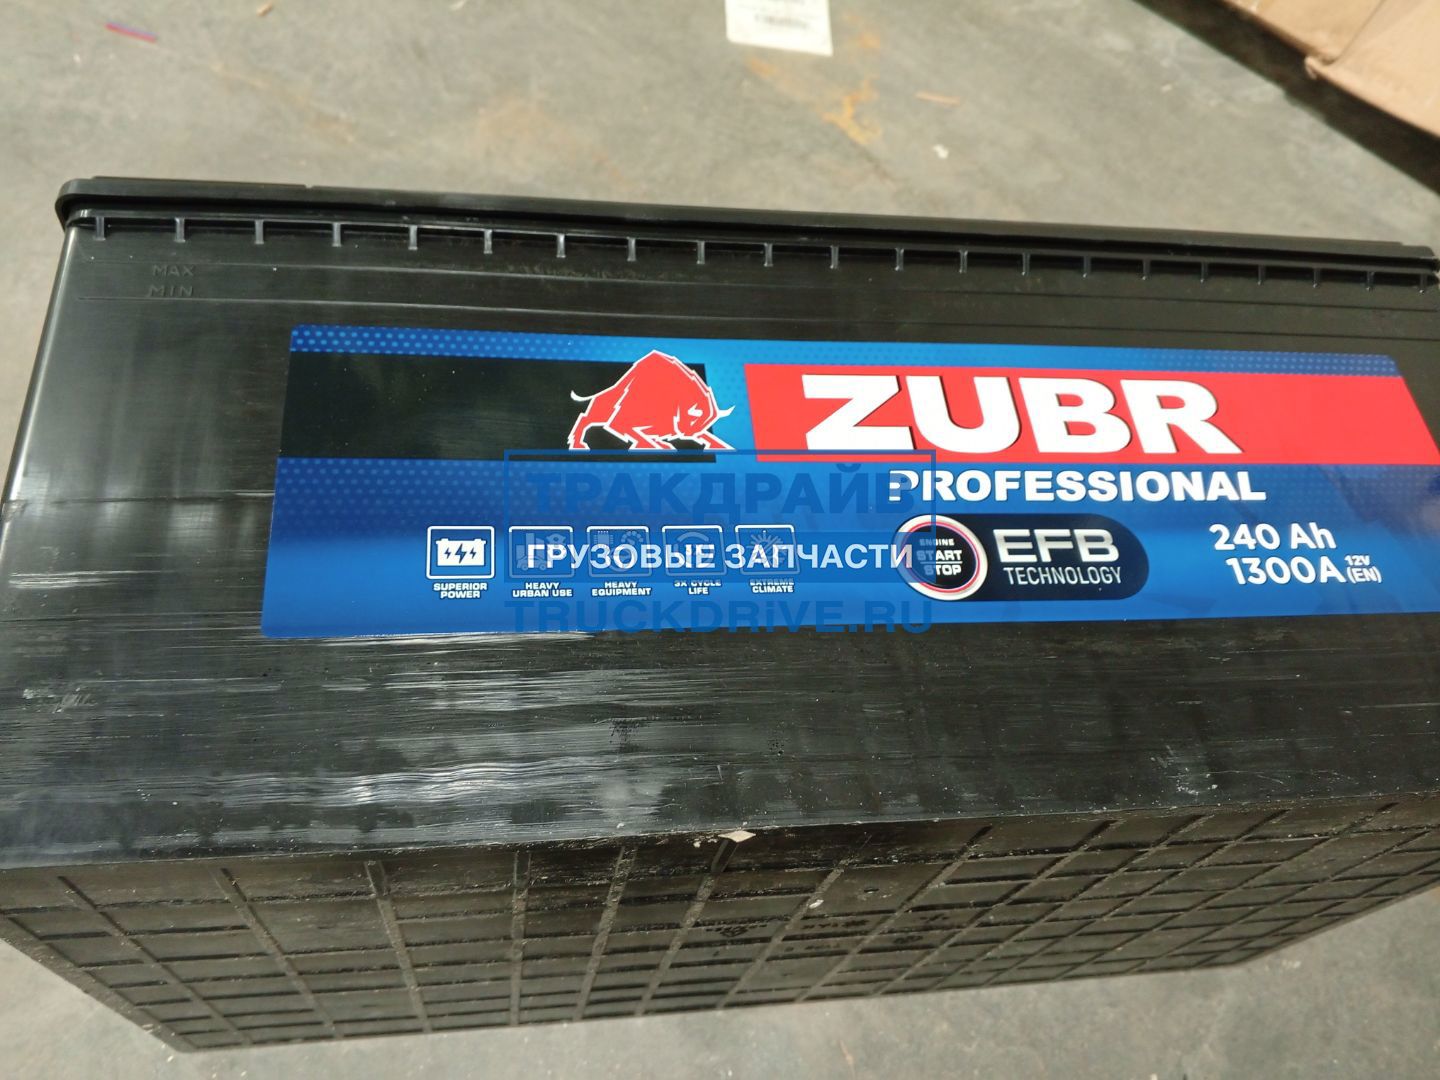 MAX
MIN
ZUBR
PROFESSIONAL
ТРАКДРАЙВ
ГРУЗОВЫЕ ЗАПЧАСТИ
TRUCKDRIVE.RU
SUPERIOR
POWER
HEAVY
URBAN USE
HEAVY
EQUIPMENT
3X CYCLE
LIFE
EXTREME
CLIMATE
ENGINE
START
STOP
EFB
TECHNOLOGY
240 Ah
1300A 12V
(EN)